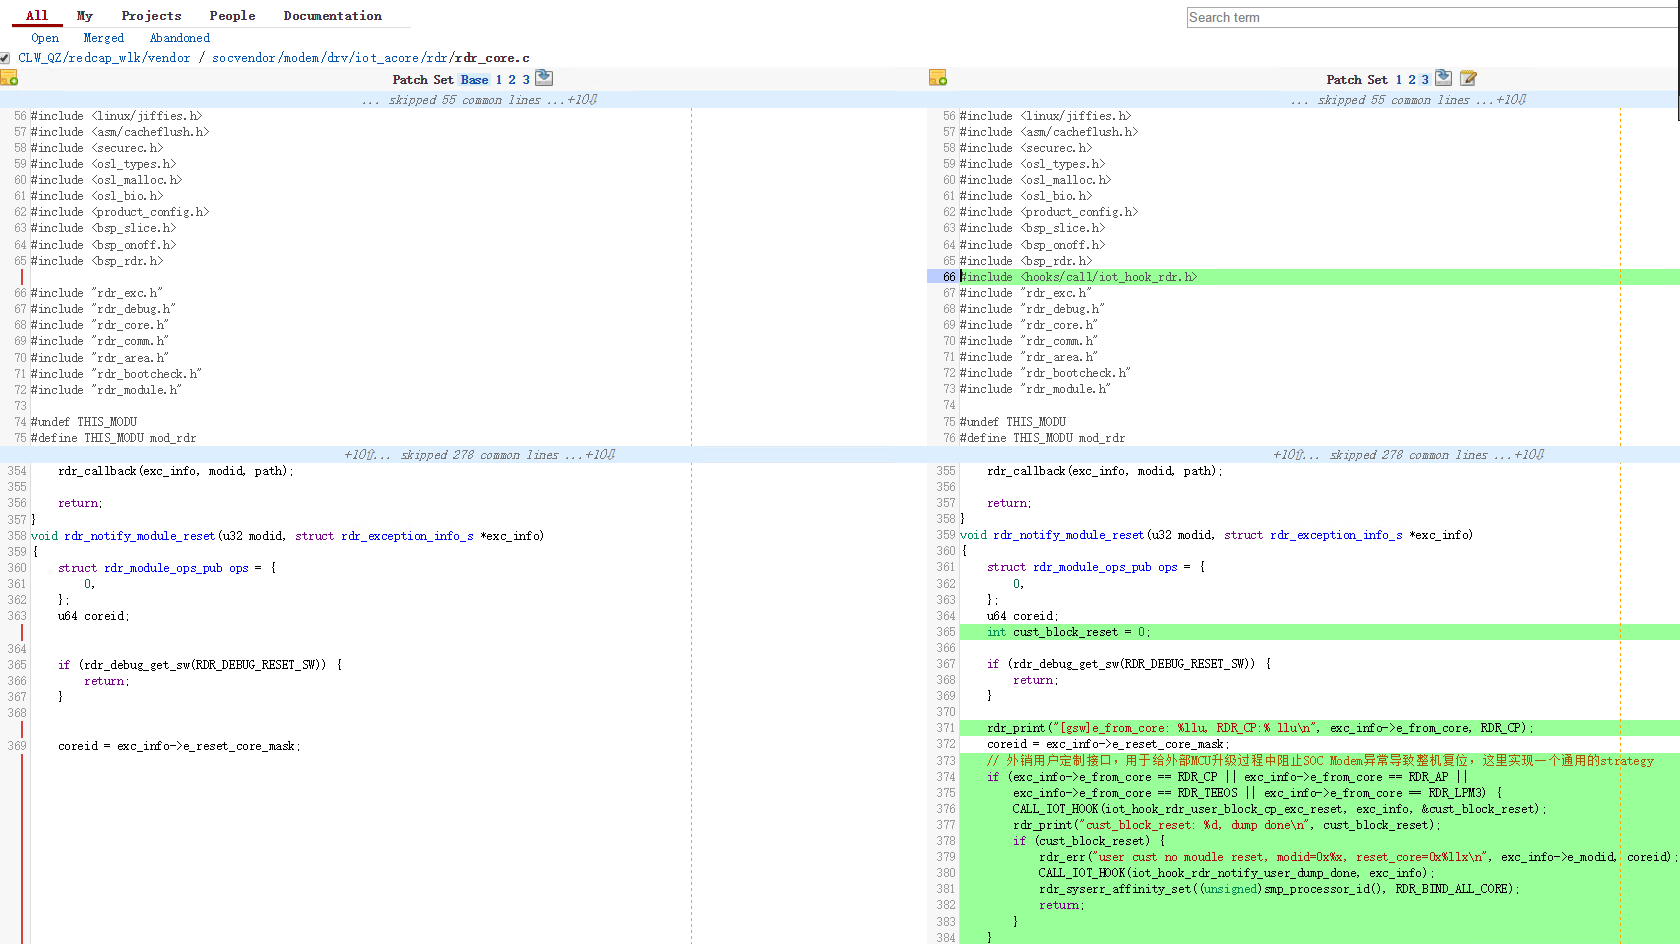 All My Projects People Documentation
Search term
Open Merged Abandoned
CLW_QZ/redcap_wlk/vendor / socvendor/modem/drv/iot_acore/rdr/rdr_core.c
Patch Set Base 1 2 3
... skipped 55 common lines ...+10⇩
56 #include <linux/jiffies.h>
57 #include <asm/cacheflush.h>
58 #include <securec.h>
59 #include <osl_types.h>
60 #include <osl_malloc.h>
61 #include <osl_bio.h>
62 #include <product_config.h>
63 #include <bsp_slice.h>
64 #include <bsp_onoff.h>
65 #include <bsp_rdr.h>
66 #include "rdr_exc.h"
67 #include "rdr_debug.h"
68 #include "rdr_core.h"
69 #include "rdr_comm.h"
70 #include "rdr_area.h"
71 #include "rdr_bootcheck.h"
72 #include "rdr_module.h"
73
74 #undef THIS_MODU
75 #define THIS_MODU mod_rdr
+10⇧... skipped 278 common lines ...+10⇩
354 rdr_callback(exc_info, modid, path);
355
356 return;
357 }
358 void rdr_notify_module_reset(u32 modid, struct rdr_exception_info_s *exc_info)
359 {
360 struct rdr_module_ops_pub ops = {
361 0,
362 };
363 u64 coreid;
364
365 if (rdr_debug_get_sw(RDR_DEBUG_RESET_SW)) {
366 return;
367 }
368
369 coreid = exc_info->e_reset_core_mask;
Patch Set 1 2 3
... skipped 55 common lines ...+10⇩
56 #include <linux/jiffies.h>
57 #include <asm/cacheflush.h>
58 #include <securec.h>
59 #include <osl_types.h>
60 #include <osl_malloc.h>
61 #include <osl_bio.h>
62 #include <product_config.h>
63 #include <bsp_slice.h>
64 #include <bsp_onoff.h>
65 #include <bsp_rdr.h>
66 #include <hooks/call/iot_hook_rdr.h>
67 #include "rdr_exc.h"
68 #include "rdr_debug.h"
69 #include "rdr_core.h"
70 #include "rdr_comm.h"
71 #include "rdr_area.h"
72 #include "rdr_bootcheck.h"
73 #include "rdr_module.h"
74
75 #undef THIS_MODU
76 #define THIS_MODU mod_rdr
+10⇧... skipped 278 common lines ...+10⇩
355 rdr_callback(exc_info, modid, path);
356
357 return;
358 }
359 void rdr_notify_module_reset(u32 modid, struct rdr_exception_info_s *exc_info)
360 {
361 struct rdr_module_ops_pub ops = {
362 0,
363 };
364 u64 coreid;
365 int cust_block_reset = 0;
366
367 if (rdr_debug_get_sw(RDR_DEBUG_RESET_SW)) {
368 return;
369 }
370
371 rdr_print("[gsw]e_from_core: %llu, RDR_CP:% llu\n", exc_info->e_from_core, RDR_CP);
372 coreid = exc_info->e_reset_core_mask;
373 // 外销用户定制接口，用于给外部MCU升级过程中阻止SOC Modem异常导致整机复位，这里实现一个通用的strategy
374 if (exc_info->e_from_core == RDR_CP || exc_info->e_from_core == RDR_AP ||
375 exc_info->e_from_core == RDR_TEEOS || exc_info->e_from_core == RDR_LPM3) {
376 CALL_IOT_HOOK(iot_hook_rdr_user_block_cp_exc_reset, exc_info, &cust_block_reset);
377 rdr_print("cust_block_reset: %d, dump done\n", cust_block_reset);
378 if (cust_block_reset) {
379 rdr_err("user cust no moudle reset, modid=0x%x, reset_core=0x%llx\n", exc_info->e_modid, coreid);
380 CALL_IOT_HOOK(iot_hook_rdr_notify_user_dump_done, exc_info);
381 rdr_syserr_affinity_set((unsigned)smp_processor_id(), RDR_BIND_ALL_CORE);
382 return;
383 }
384 }